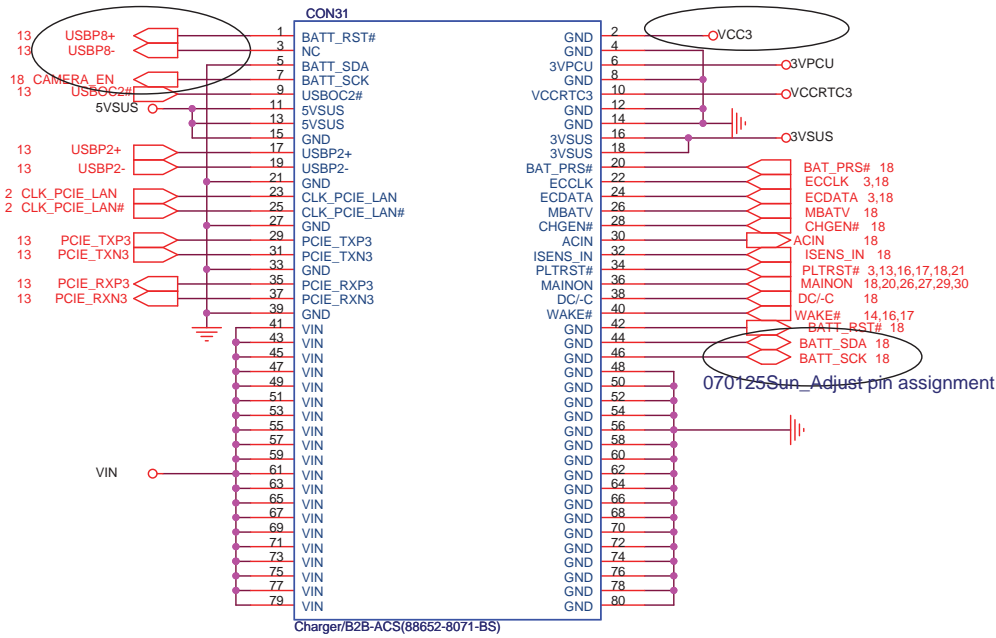 CON31
13 USBP8+ 1 BATT_RST# GND 2 VCC3
13 USBP8- 3 NC GND 4
5 BATT_SDA 3VPCU 6 3VPCU
18 CAMERA_EN 7 BATT_SCK GND 8
13 USBOC2# 9 USBOC2# VCCRTC3 10 VCCRTC3
5VSUS 11 5VSUS GND 12
13 5VSUS GND 14
15 GND 3VSUS 16 3VSUS
13 USBP2+ 17 USBP2+ 3VSUS 18
13 USBP2- 19 USBP2- BAT_PRS# 20 BAT_PRS# 18
21 GND ECCLK 22 ECCLK 3,18
2 CLK_PCIE_LAN 23 CLK_PCIE_LAN ECDATA 24 ECDATA 3,18
2 CLK_PCIE_LAN# 25 CLK_PCIE_LAN# MBATV 26 MBATV 18
27 GND CHGEN# 28 CHGEN# 18
13 PCIE_TXP3 29 PCIE_TXP3 ACIN 30 ACIN 18
13 PCIE_TXN3 31 PCIE_TXN3 ISENS_IN 32 ISENS_IN 18
33 GND PLTRST# 34 PLTRST# 3,13,16,17,18,21
13 PCIE_RXP3 35 PCIE_RXP3 MAINON 36 MAINON 18,20,26,27,29,30
13 PCIE_RXN3 37 PCIE_RXN3 DC/-C 38 DC/-C 18
39 GND WAKE# 40 WAKE# 14,16,17
41 VIN GND 42 BATT_RST# 18
43 VIN GND 44 BATT_SDA 18
45 VIN GND 46 BATT_SCK 18
47 VIN GND 48
070125Sun_Adjust pin assignment
49 VIN GND 50
51 VIN GND 52
53 VIN GND 54
55 VIN GND 56
57 VIN GND 58
59 VIN GND 60
VIN 61 VIN GND 62
63 VIN GND 64
65 VIN GND 66
67 VIN GND 68
69 VIN GND 70
71 VIN GND 72
73 VIN GND 74
75 VIN GND 76
77 VIN GND 78
79 VIN GND 80
Charger/B2B-ACS(88652-8071-BS)